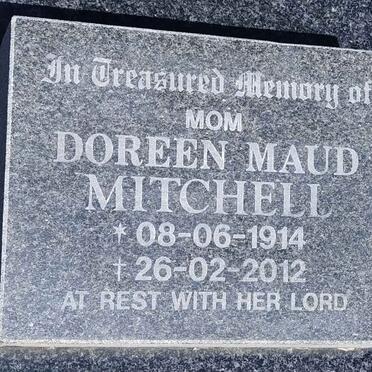 In Treasured Memory of
MOM
DOREEN MAUD
MITCHELL
* 08-06-1914
† 26-02-2012
AT REST WITH HER LORD